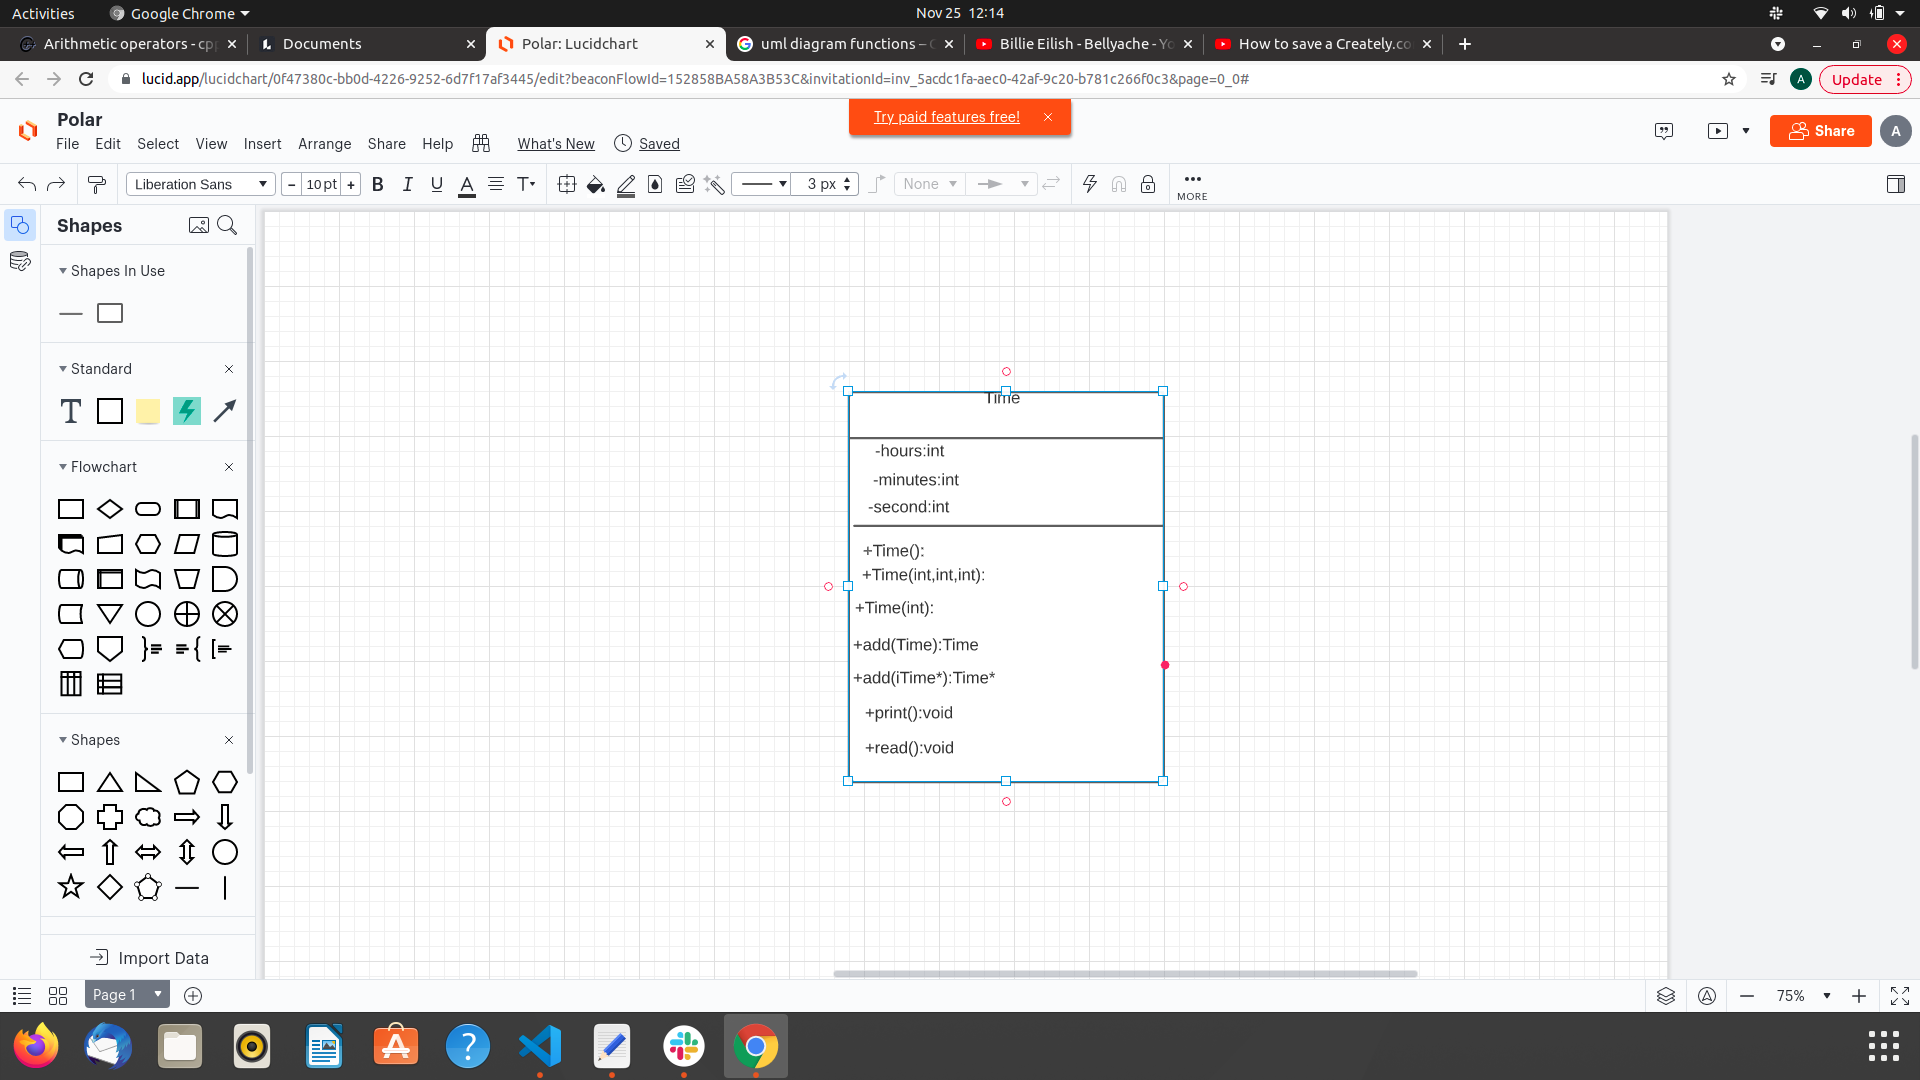 Activities
Google Chrome
Nov 25 12:14
Arithmetic operators - cpp
Documents
Polar: Lucidchart
uml diagram functions –
Billie Eilish - Bellyache - Yo
How to save a Creately.co
lucid.app/lucidchart/0f47380c-bb0d-4226-9252-6d7f17af3445/edit?beaconFlowId=152858BA58A3B53C&invitationId=inv_5acdc1fa-aec0-42af-9c20-b781c266f0c3&page=0_0#
A
Update
Polar
Try paid features free!
File Edit Select View Insert Arrange Share Help What's New Saved
Share
A
Liberation Sans
- 10 pt +
B I U A T
3 px
None
MORE
Shapes
Shapes In Use
Standard
T
Flowchart
Shapes
Import Data
Time
-hours:int
-minutes:int
-second:int
+Time():
+Time(int,int,int):
+Time(int):
+add(Time):Time
+add(iTime*):Time*
+print():void
+read():void
Page 1
75%